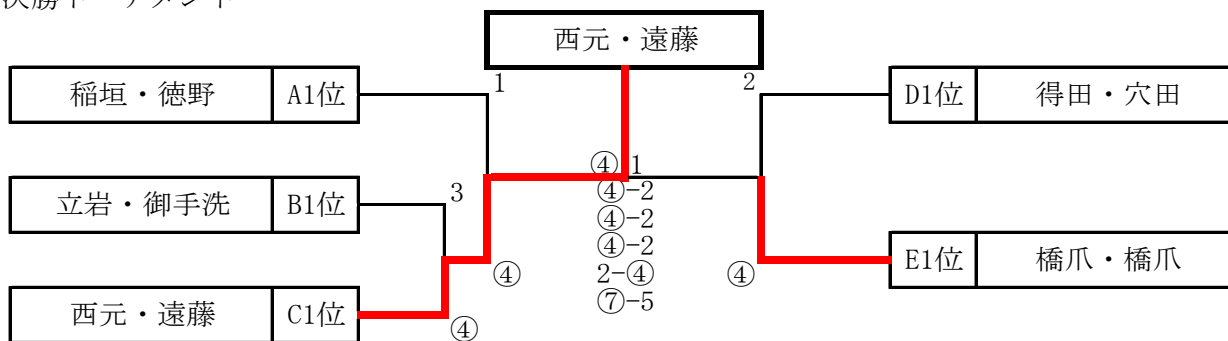 決勝トーナメント
西元・遠藤
稲垣・徳野 A1位
1
2
D1位 得田・穴田
立岩・御手洗 B1位
3
④ 1
④-2
④-2
④-2
2-④
⑦-5
④
④
E1位 橋爪・橋爪
西元・遠藤 C1位
④